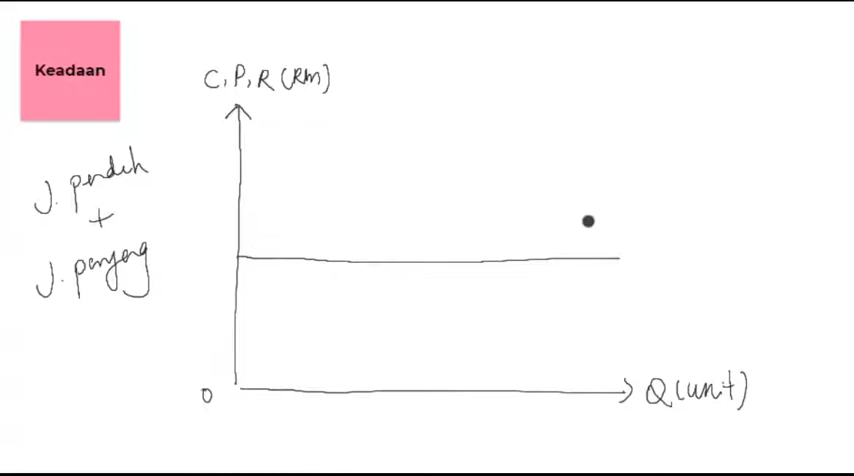 Keadaan
C, P, R (RM)
J. pendek
+
J. panjang
0
Q (unit)